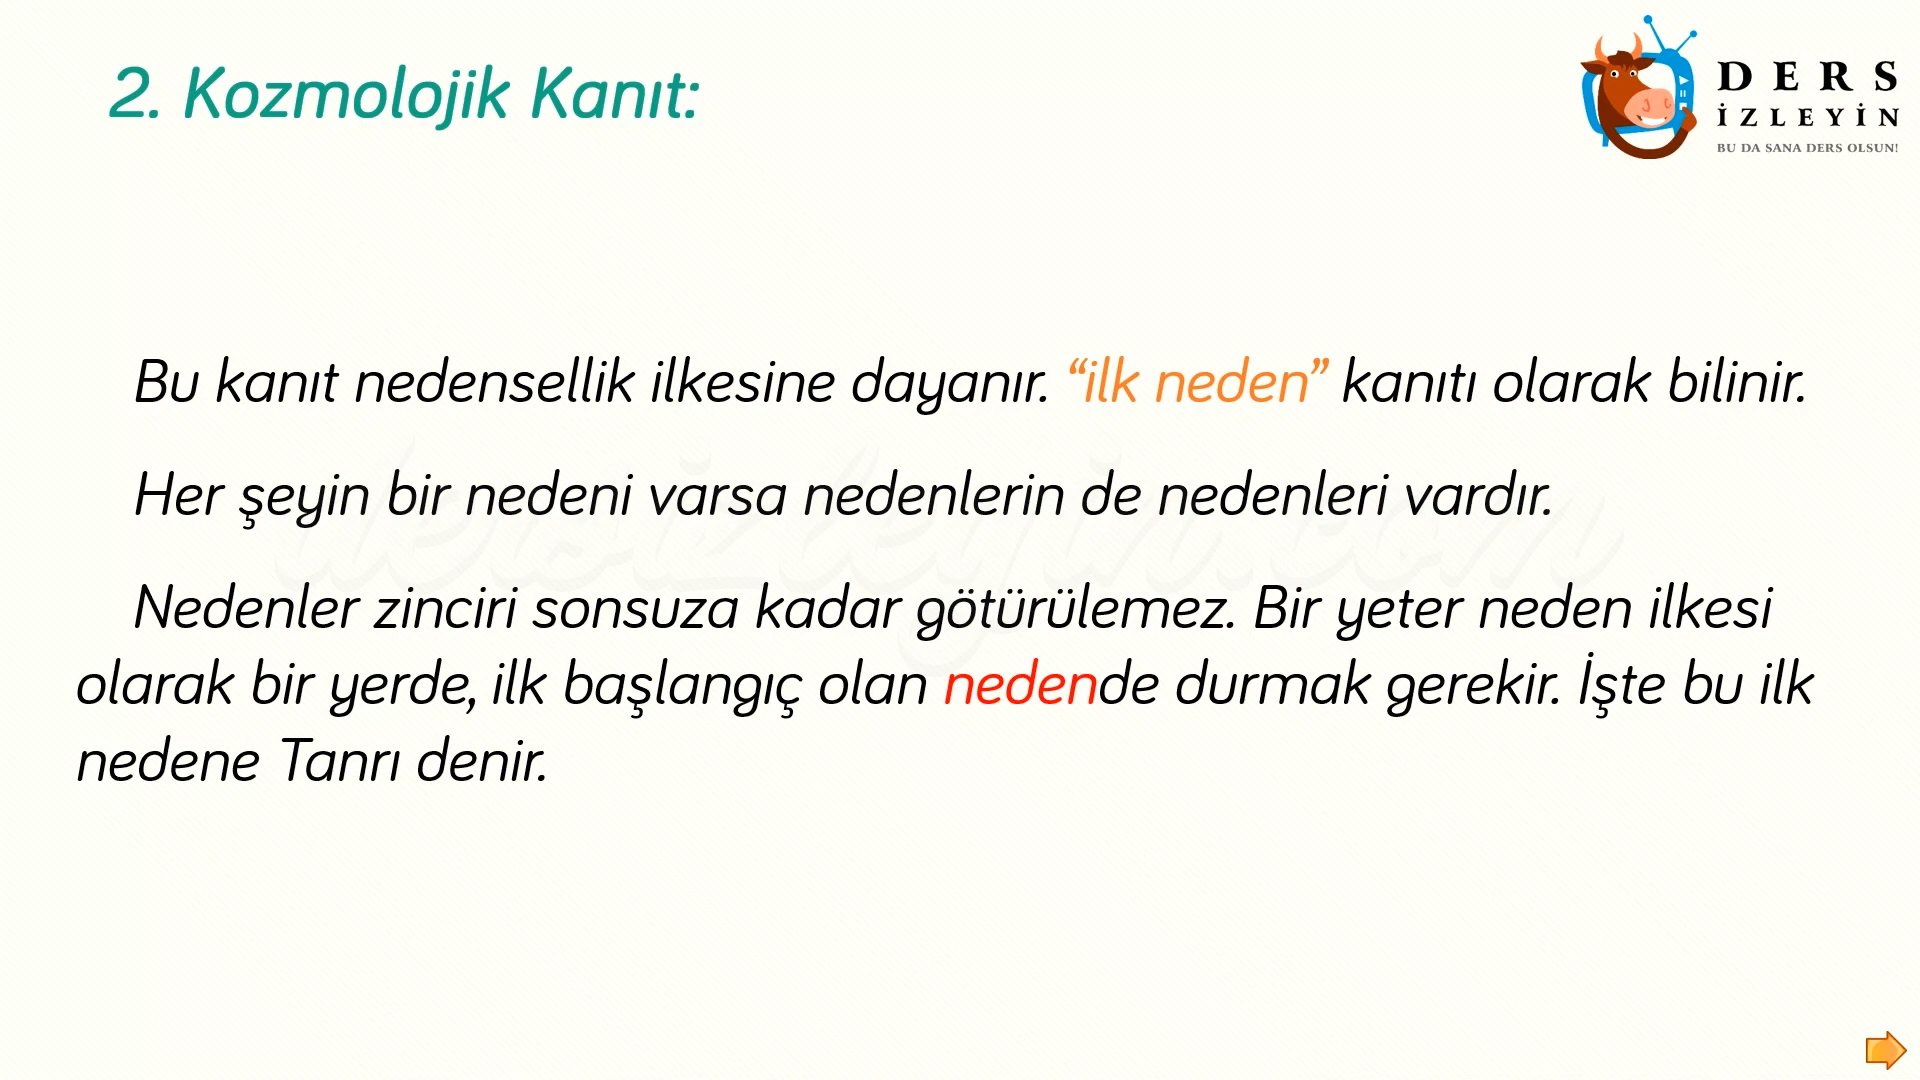 2. Kozmolojik Kanıt:
DERS
İZLEYİN
BU DA SANA DERS OLSUN!
Bu kanıt nedensellik ilkesine dayanır. “ilk neden” kanıtı olarak bilinir.
Her şeyin bir nedeni varsa nedenlerin de nedenleri vardır.
Nedenler zinciri sonsuza kadar götürülemez. Bir yeter neden ilkesi
olarak bir yerde, ilk başlangıç olan nedende durmak gerekir. İşte bu ilk
nedene Tanrı denir.
dersizleyin.com